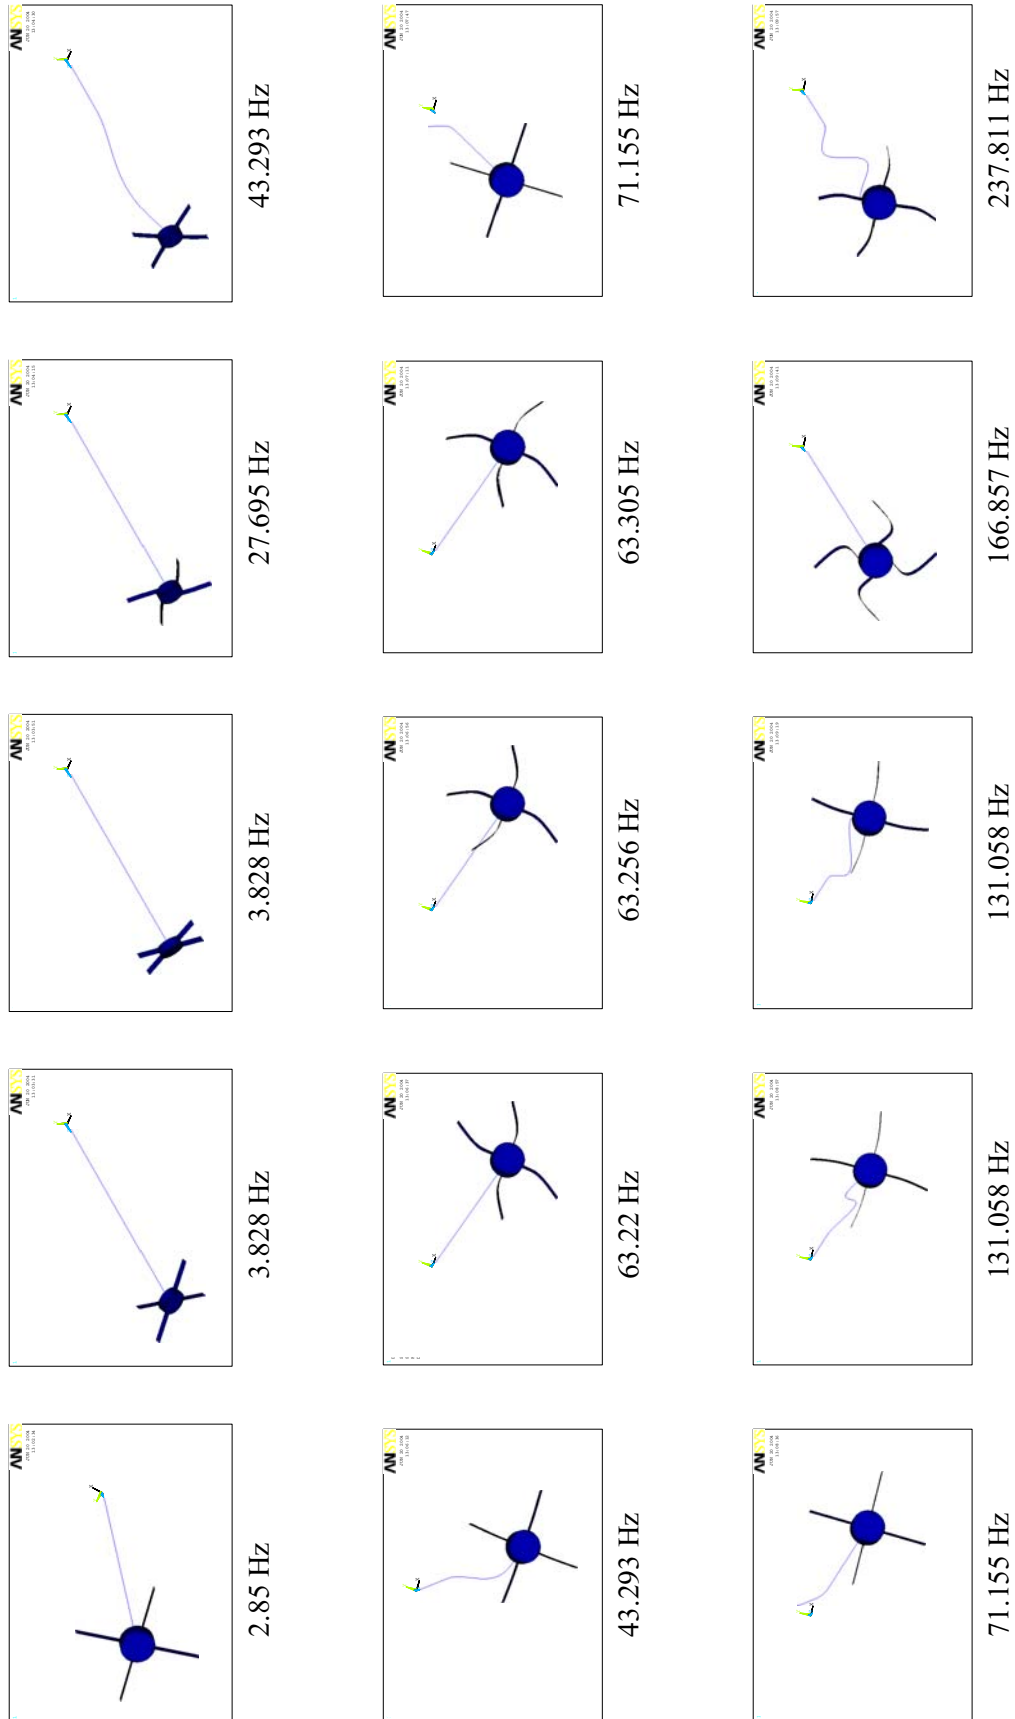 ANSYS
ANSYS
ANSYS
ANSYS
ANSYS
2.85 Hz
3.828 Hz
3.828 Hz
27.695 Hz
43.293 Hz
ANSYS
ANSYS
ANSYS
ANSYS
ANSYS
43.293 Hz
63.22 Hz
63.256 Hz
63.305 Hz
71.155 Hz
ANSYS
ANSYS
ANSYS
ANSYS
ANSYS
71.155 Hz
131.058 Hz
131.058 Hz
166.857 Hz
237.811 Hz